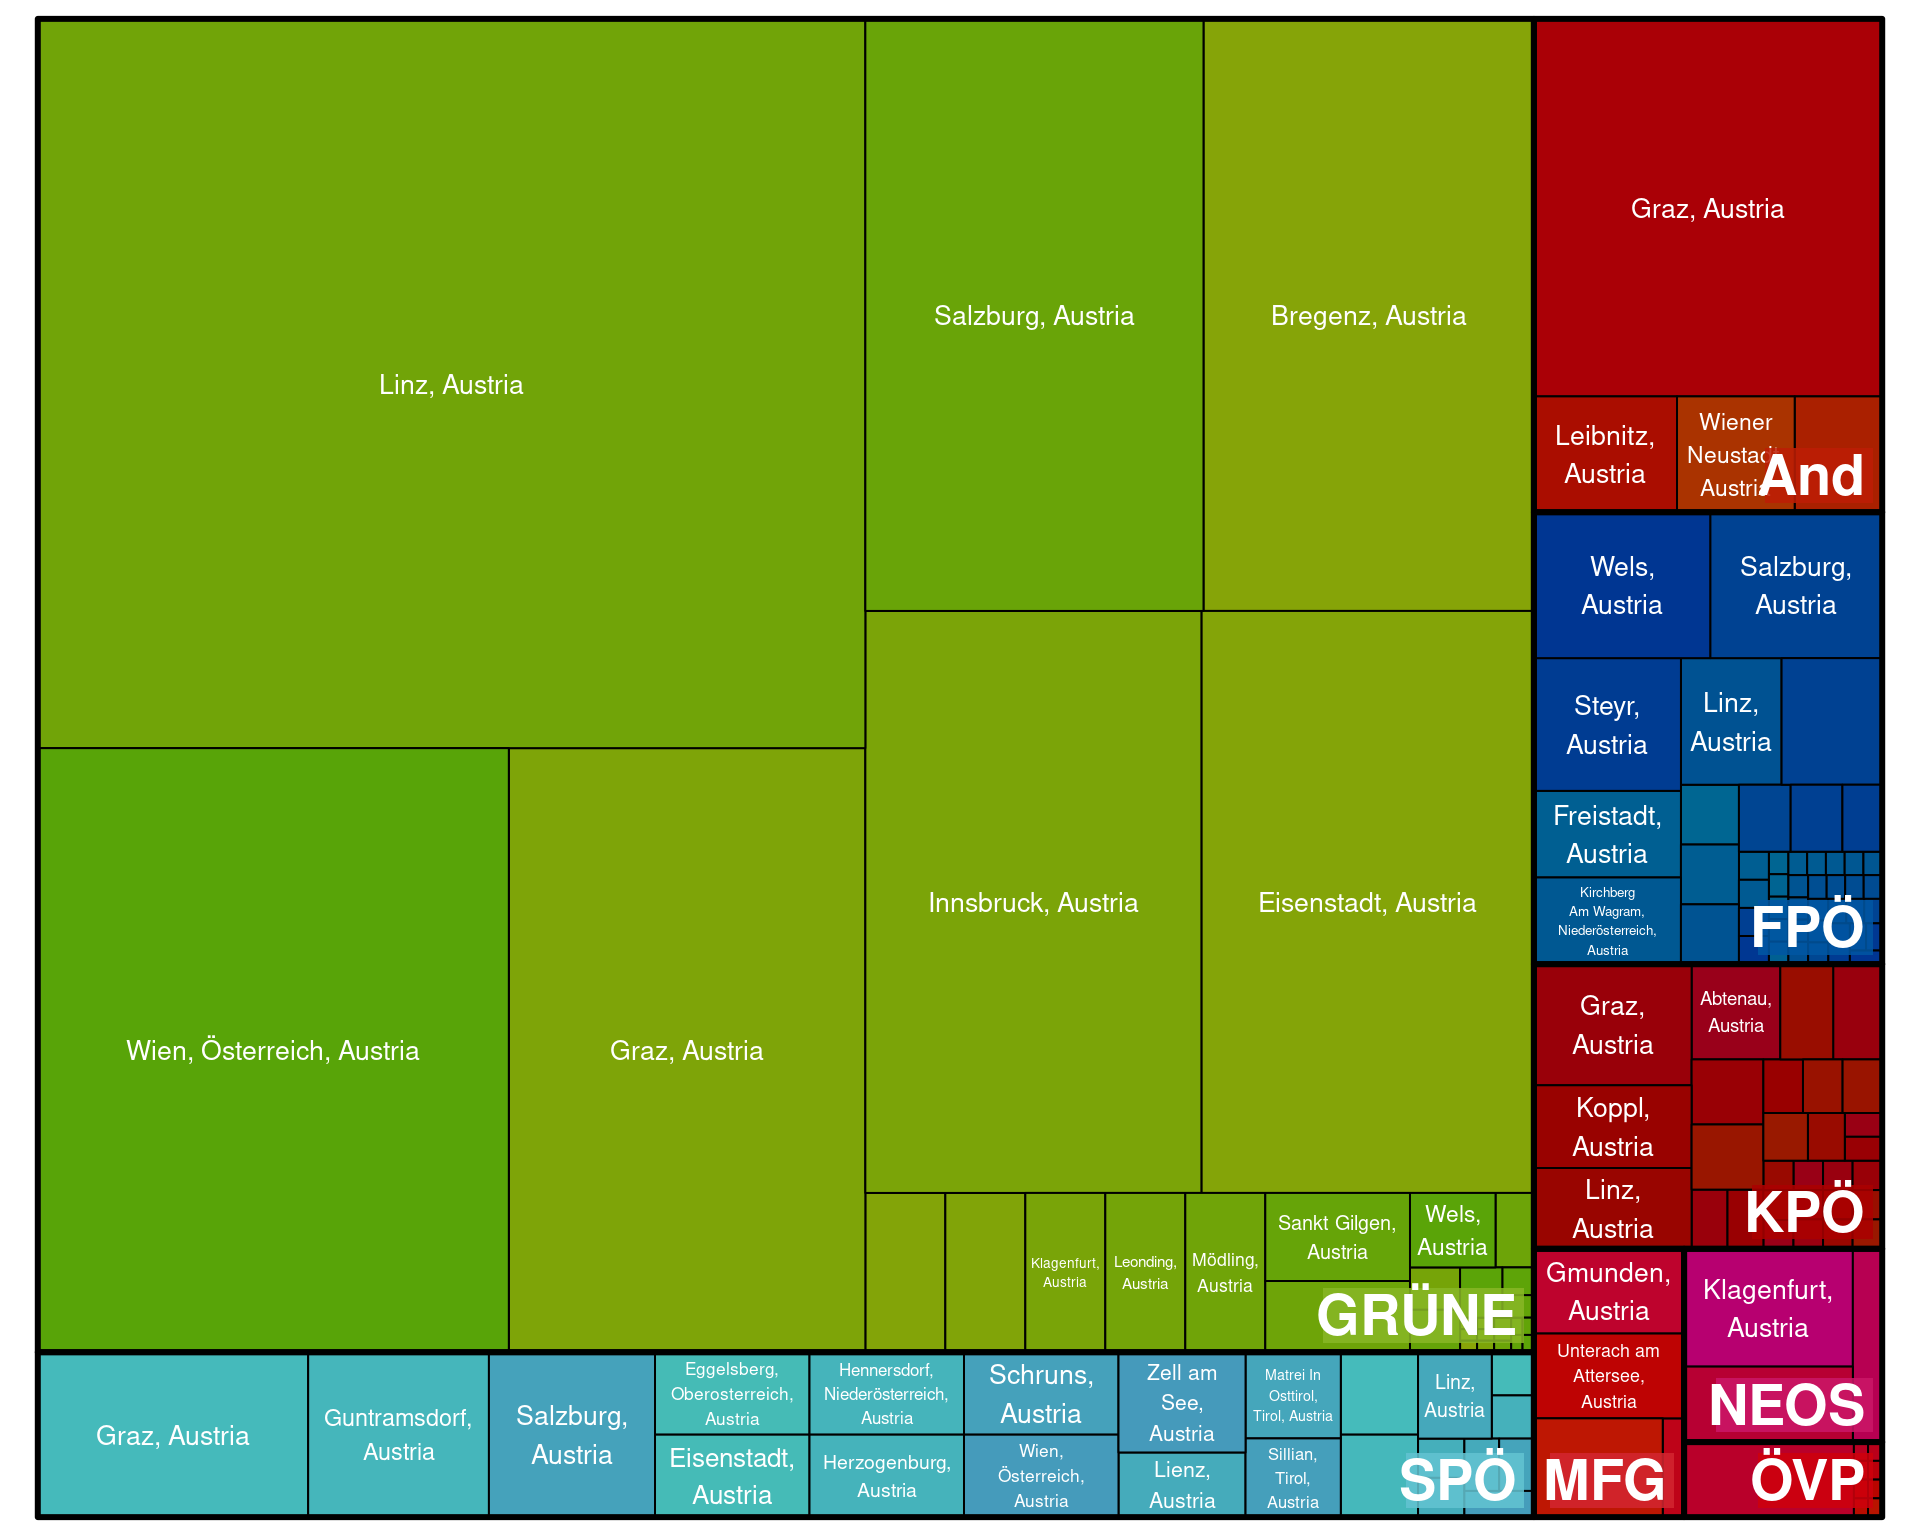 Linz, Austria
Salzburg, Austria
Bregenz, Austria
Wien, Österreich, Austria
Graz, Austria
Innsbruck, Austria
Eisenstadt, Austria
Klagenfurt,
Austria
Leonding,
Austria
Mödling,
Austria
Sankt Gilgen,
Austria
Wels,
Austria
GRÜNE
Graz, Austria
Guntramsdorf,
Austria
Salzburg,
Austria
Eggelsberg,
Oberosterreich,
Austria
Eisenstadt,
Austria
Hennersdorf,
Niederösterreich,
Austria
Herzogenburg,
Austria
Schruns,
Austria
Wien,
Österreich,
Austria
Zell am
See,
Austria
Lienz,
Austria
Matrei In
Osttirol,
Tirol, Austria
Sillian,
Tirol,
Austria
Linz,
Austria
SPÖ
Graz, Austria
Leibnitz,
Austria
Wiener
Neustadt,
Austria
And
Wels,
Austria
Salzburg,
Austria
Steyr,
Austria
Linz,
Austria
Freistadt,
Austria
Kirchberg
Am Wagram,
Niederösterreich,
Austria
FPÖ
Graz,
Austria
Abtenau,
Austria
Koppl,
Austria
Linz,
Austria
KPÖ
Gmunden,
Austria
Unterach am
Attersee,
Austria
MFG
Klagenfurt,
Austria
NEOS
ÖVP